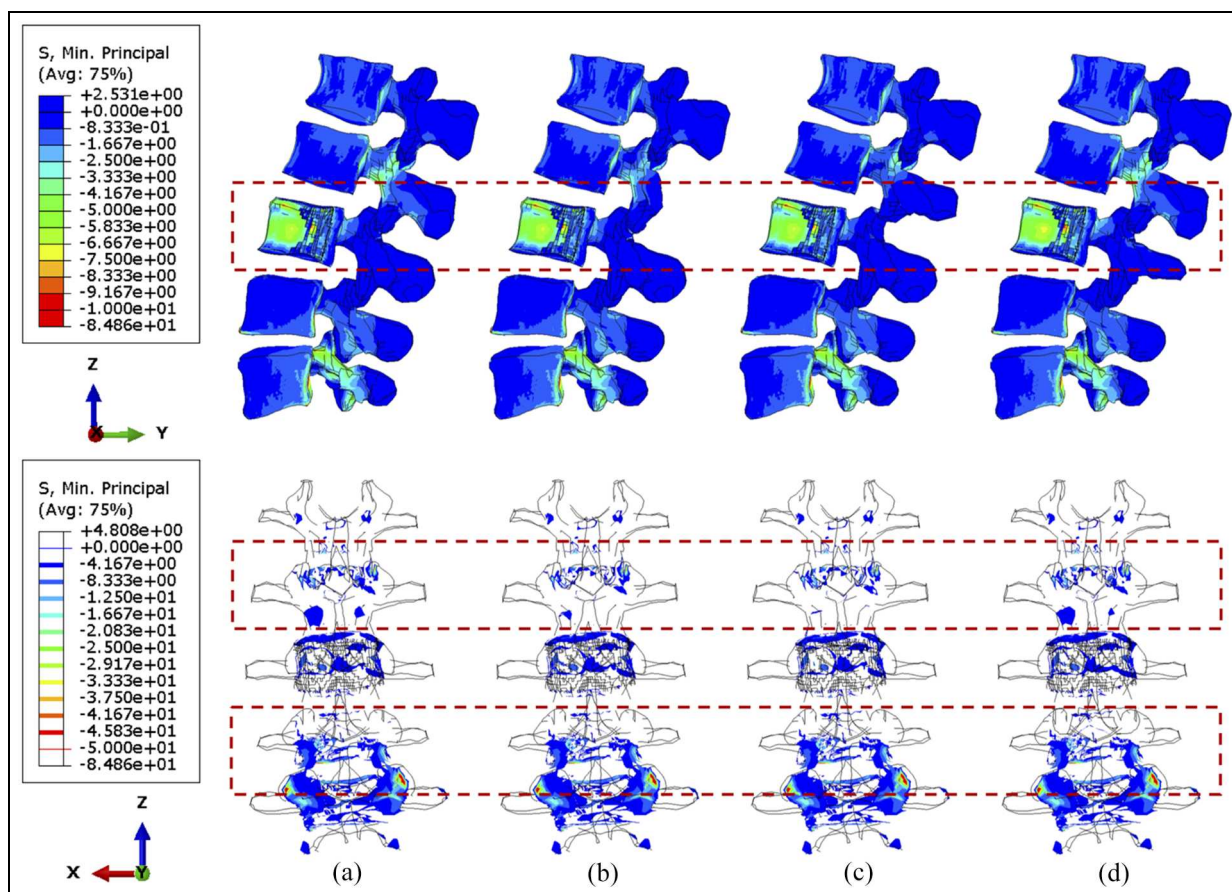 S, Min. Principal
(Avg: 75%)
+2.531e+00
+0.000e+00
-8.333e-01
-1.667e+00
-2.500e+00
-4.167e+00
-5.000e+00
-5.833e+00
-6.667e+00
-7.500e+00
-8.333e+00
-9.167e+00
-1.000e+01
-8.486e+01
Z
X
Y
S, Min. Principal
(Avg: 75%)
+4.808e+00
+0.000e+00
-4.167e+00
-8.333e+00
-1.250e+01
-1.667e+01
-2.083e+01
-2.500e+01
-2.917e+01
-3.333e+01
-3.750e+01
-4.167e+01
-4.583e+01
-5.000e+01
-8.486e+01
Z
X
Y
(a)
(b)
(c)
(d)